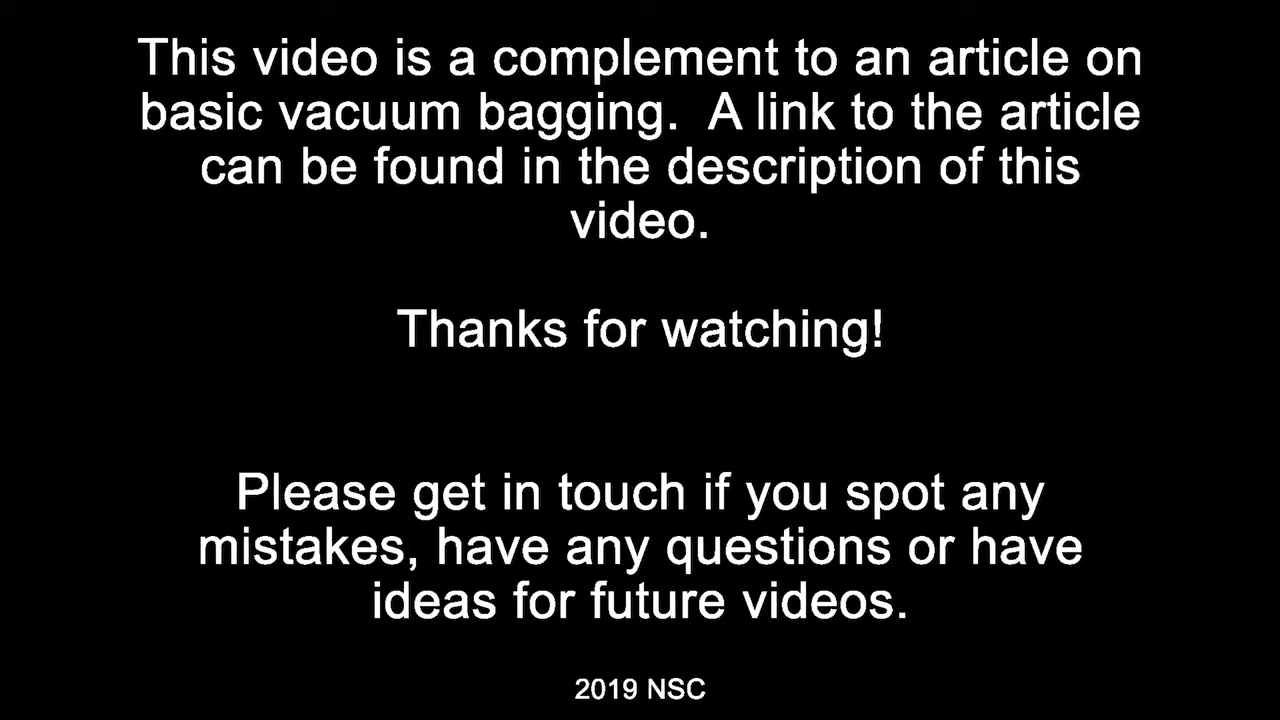 This video is a complement to an article on
basic vacuum bagging.  A link to the article
can be found in the description of this
video.
Thanks for watching!
Please get in touch if you spot any
mistakes, have any questions or have
ideas for future videos.
2019 NSC